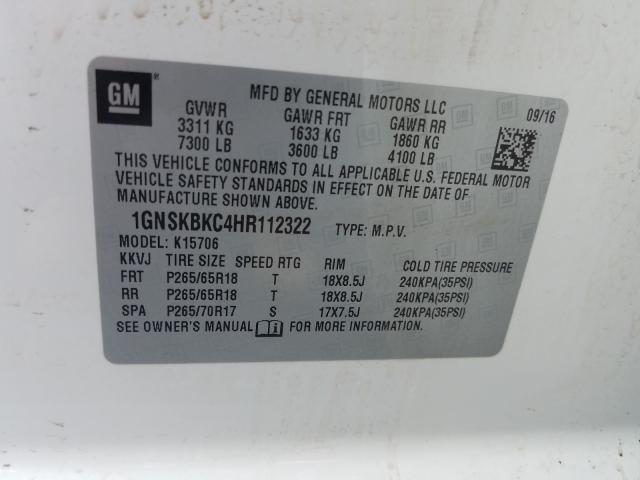 GM
MFD BY GENERAL MOTORS LLC
09/16
GVWR GAWR FRT GAWR RR
3311 KG 1633 KG 1860 KG
7300 LB 3600 LB 4100 LB
THIS VEHICLE CONFORMS TO ALL APPLICABLE U.S. FEDERAL MOTOR
VEHICLE SAFETY STANDARDS IN EFFECT ON THE DATE OF
MANUFACTURE SHOWN ABOVE.
1GNSKBKC4HR112322 TYPE: M.P.V.
MODEL: K15706
KKVJ TIRE SIZE SPEED RTG RIM COLD TIRE PRESSURE
FRT P265/65R18 T 18X8.5J 240KPA(35PSI)
RR P265/65R18 T 18X8.5J 240KPA(35PSI)
SPA P265/70R17 S 17X7.5J 240KPA(35PSI)
SEE OWNER'S MANUAL FOR MORE INFORMATION.